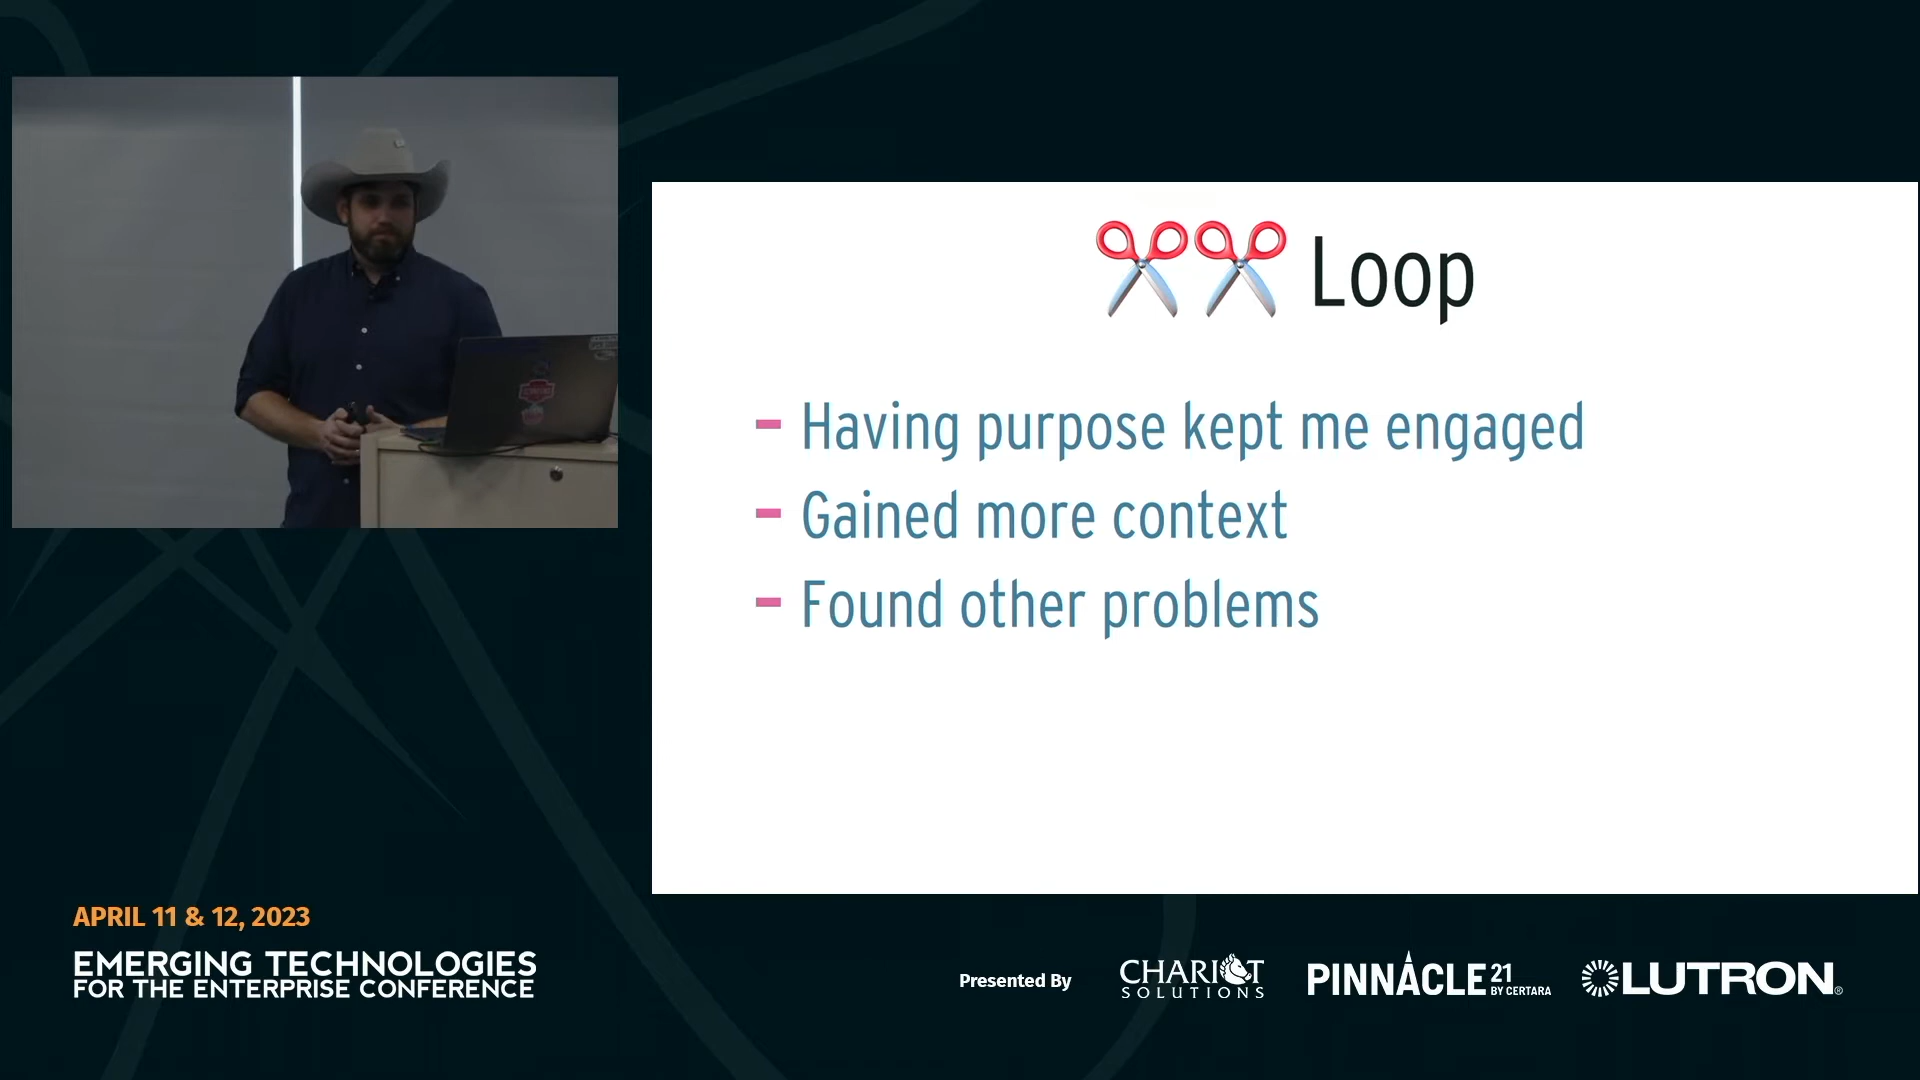 ✂️✂️ Loop
- Having purpose kept me engaged
- Gained more context
- Found other problems
APRIL 11 & 12, 2023
EMERGING TECHNOLOGIES
FOR THE ENTERPRISE CONFERENCE
Presented By
CHARIOT
SOLUTIONS
PINNACLE 21
BY CERTARA
LUTRON®